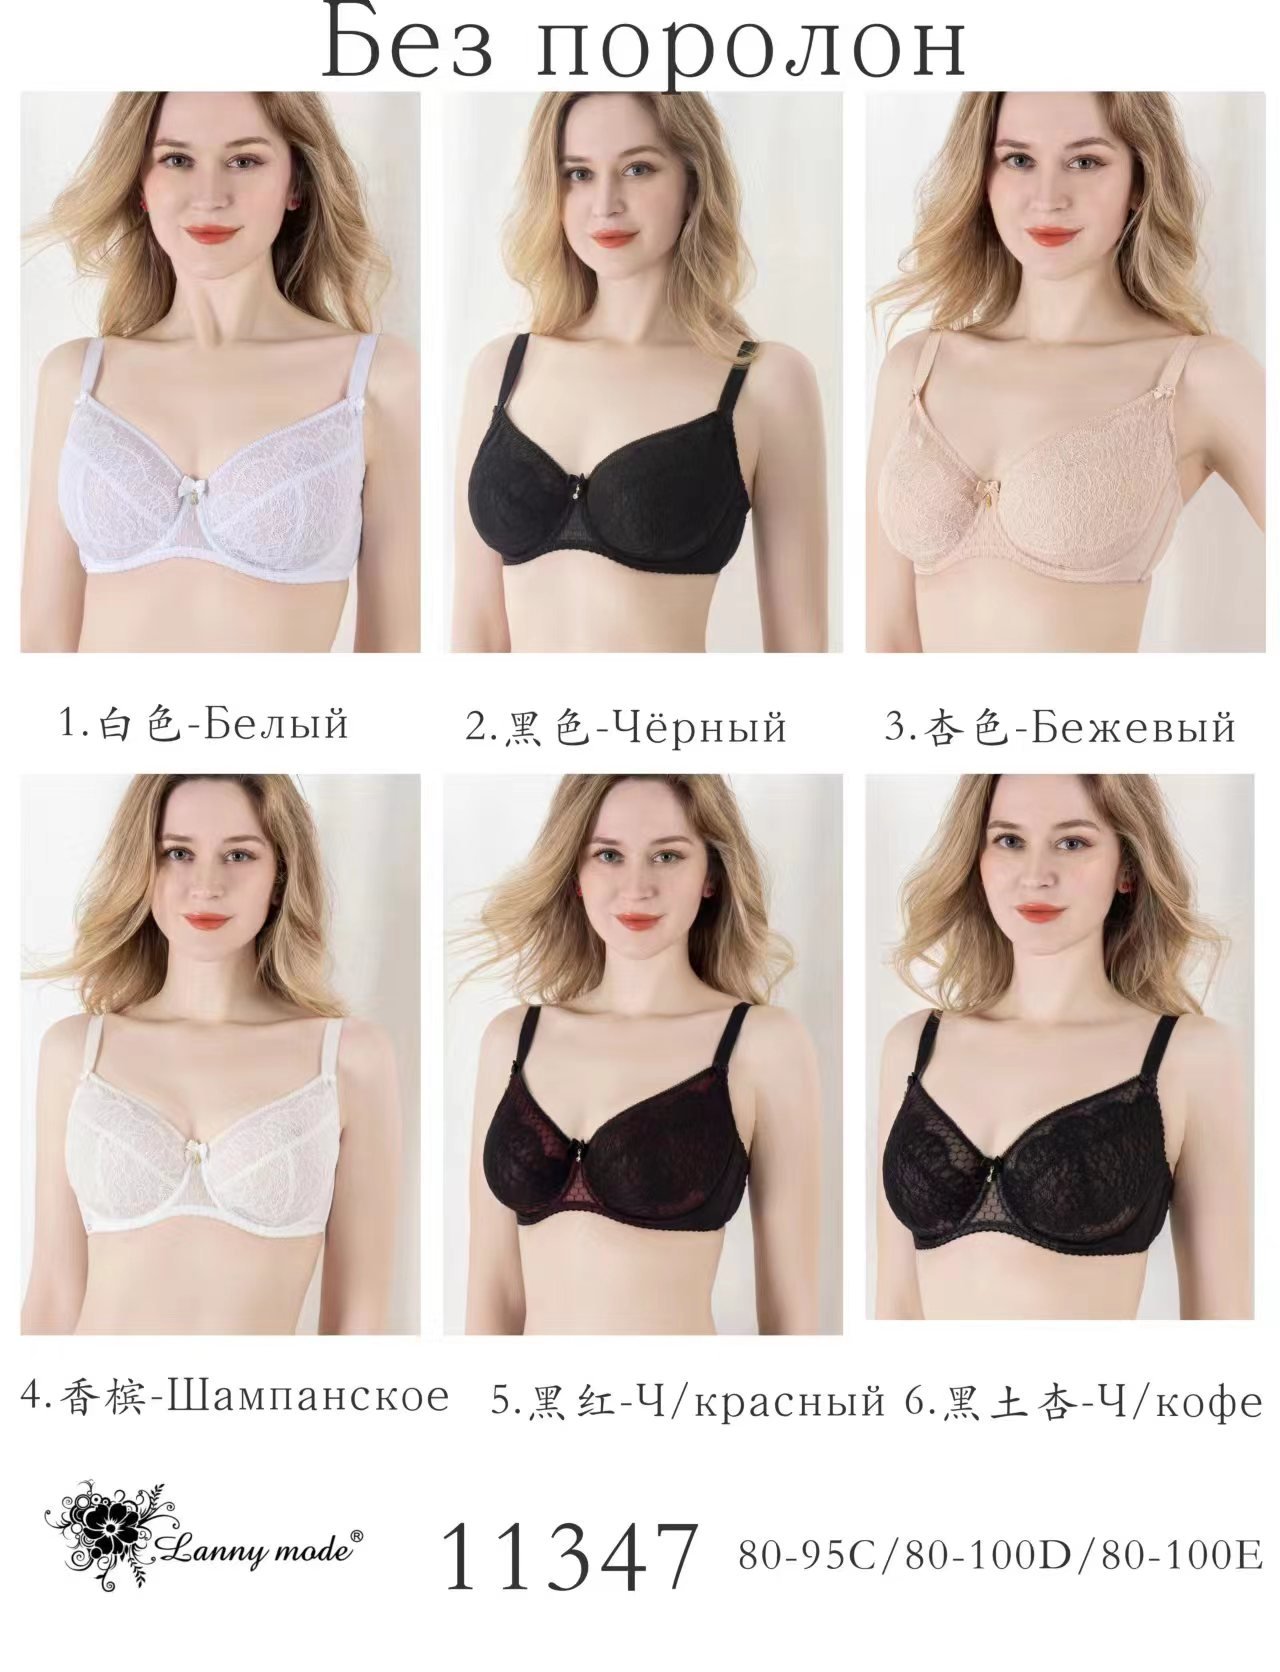 Без поролон
1.白色-Белый
2.黑色-Чёрный
3.杏色-Бежевый
4.香槟-Шампанское
5.黑红-Ч/красный
6.黑土杏-Ч/кофе
Lanny mode®
11347
80-95C/80-100D/80-100E